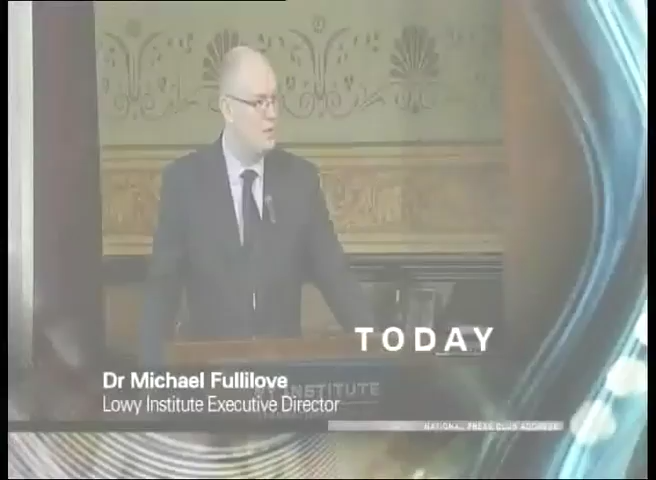 TODAY
Dr Michael Fullilove
INSTITUTE
Lowy Institute Executive Director
NATIONAL PRESS CLUB ADDRESS